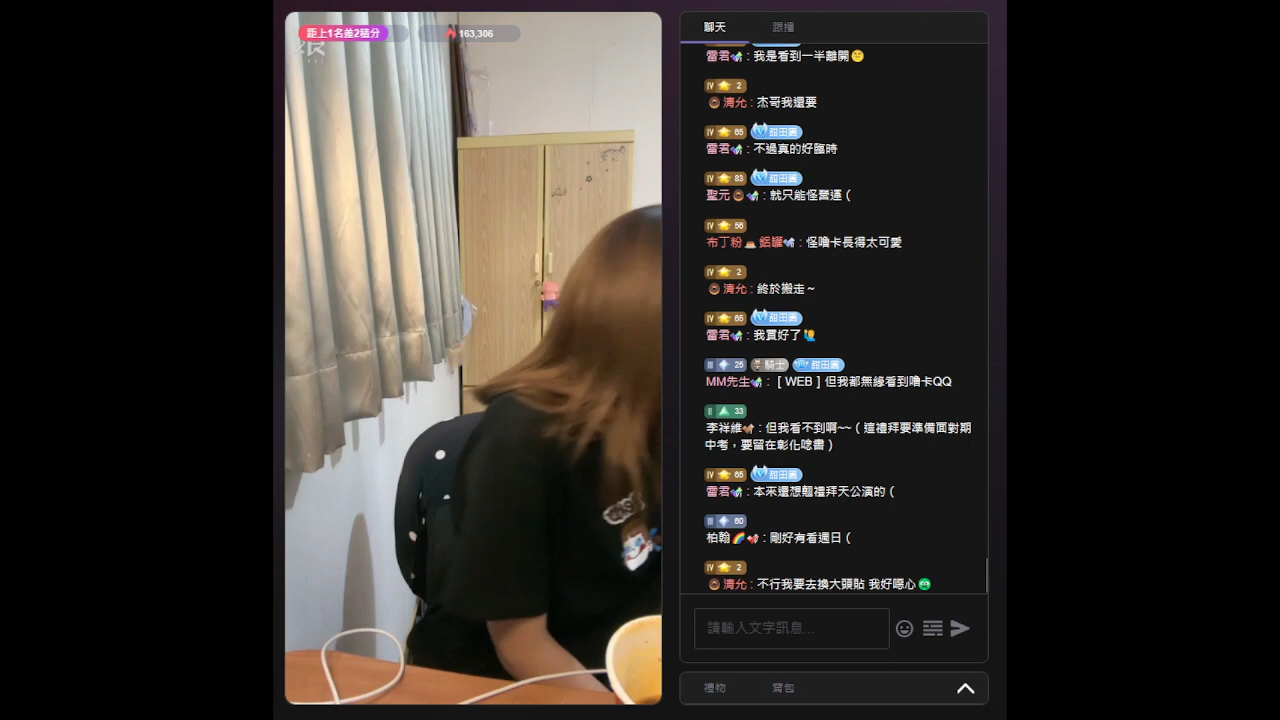 距上1名差2積分
163,306
聊天
跟播
雷君：我是看到一半離開
IV 2
清允：杰哥我還要
IV 65 甜田團
雷君：不過真的好臨時
IV 83 甜田團
聖元：就只能怪營運（
IV 56
布丁粉 鋁罐：怪嚕卡長得太可愛
IV 2
清允：終於搬走~
IV 65 甜田團
雷君：我買好了
III 25 騎士 甜田團
MM先生：[ WEB ] 但我都無緣看到嚕卡QQ
II 33
李祥維：但我看不到啊~~（這禮拜要準備面對期
中考，要留在彰化唸書）
IV 65 甜田團
雷君：本來還想翹禮拜天公演的（
III 60
柏翰：剛好有看週日（
IV 2
清允：不行我要去換大頭貼 我好噁心
請輸入文字訊息...
禮物
背包